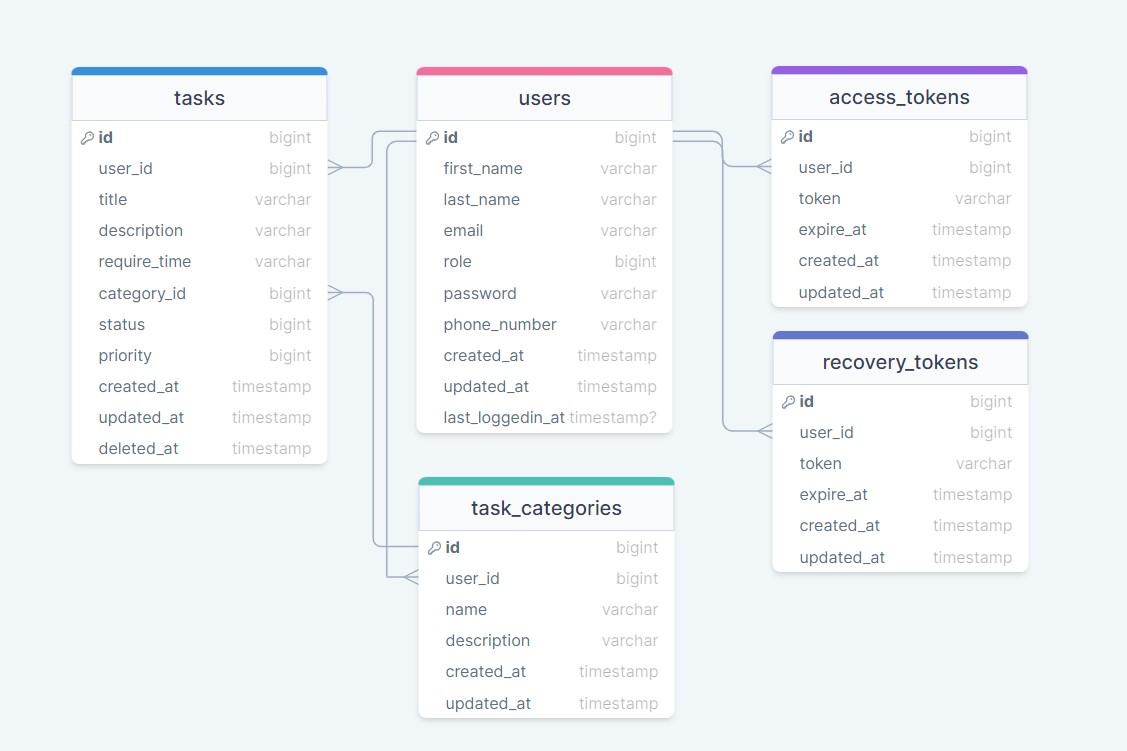 tasks
id bigint
user_id bigint
title varchar
description varchar
require_time varchar
category_id bigint
status bigint
priority bigint
created_at timestamp
updated_at timestamp
deleted_at timestamp
users
id bigint
first_name varchar
last_name varchar
email varchar
role bigint
password varchar
phone_number varchar
created_at timestamp
updated_at timestamp
last_loggedin_at timestamp?
access_tokens
id bigint
user_id bigint
token varchar
expire_at timestamp
created_at timestamp
updated_at timestamp
recovery_tokens
id bigint
user_id bigint
token varchar
expire_at timestamp
created_at timestamp
updated_at timestamp
task_categories
id bigint
user_id bigint
name varchar
description varchar
created_at timestamp
updated_at timestamp